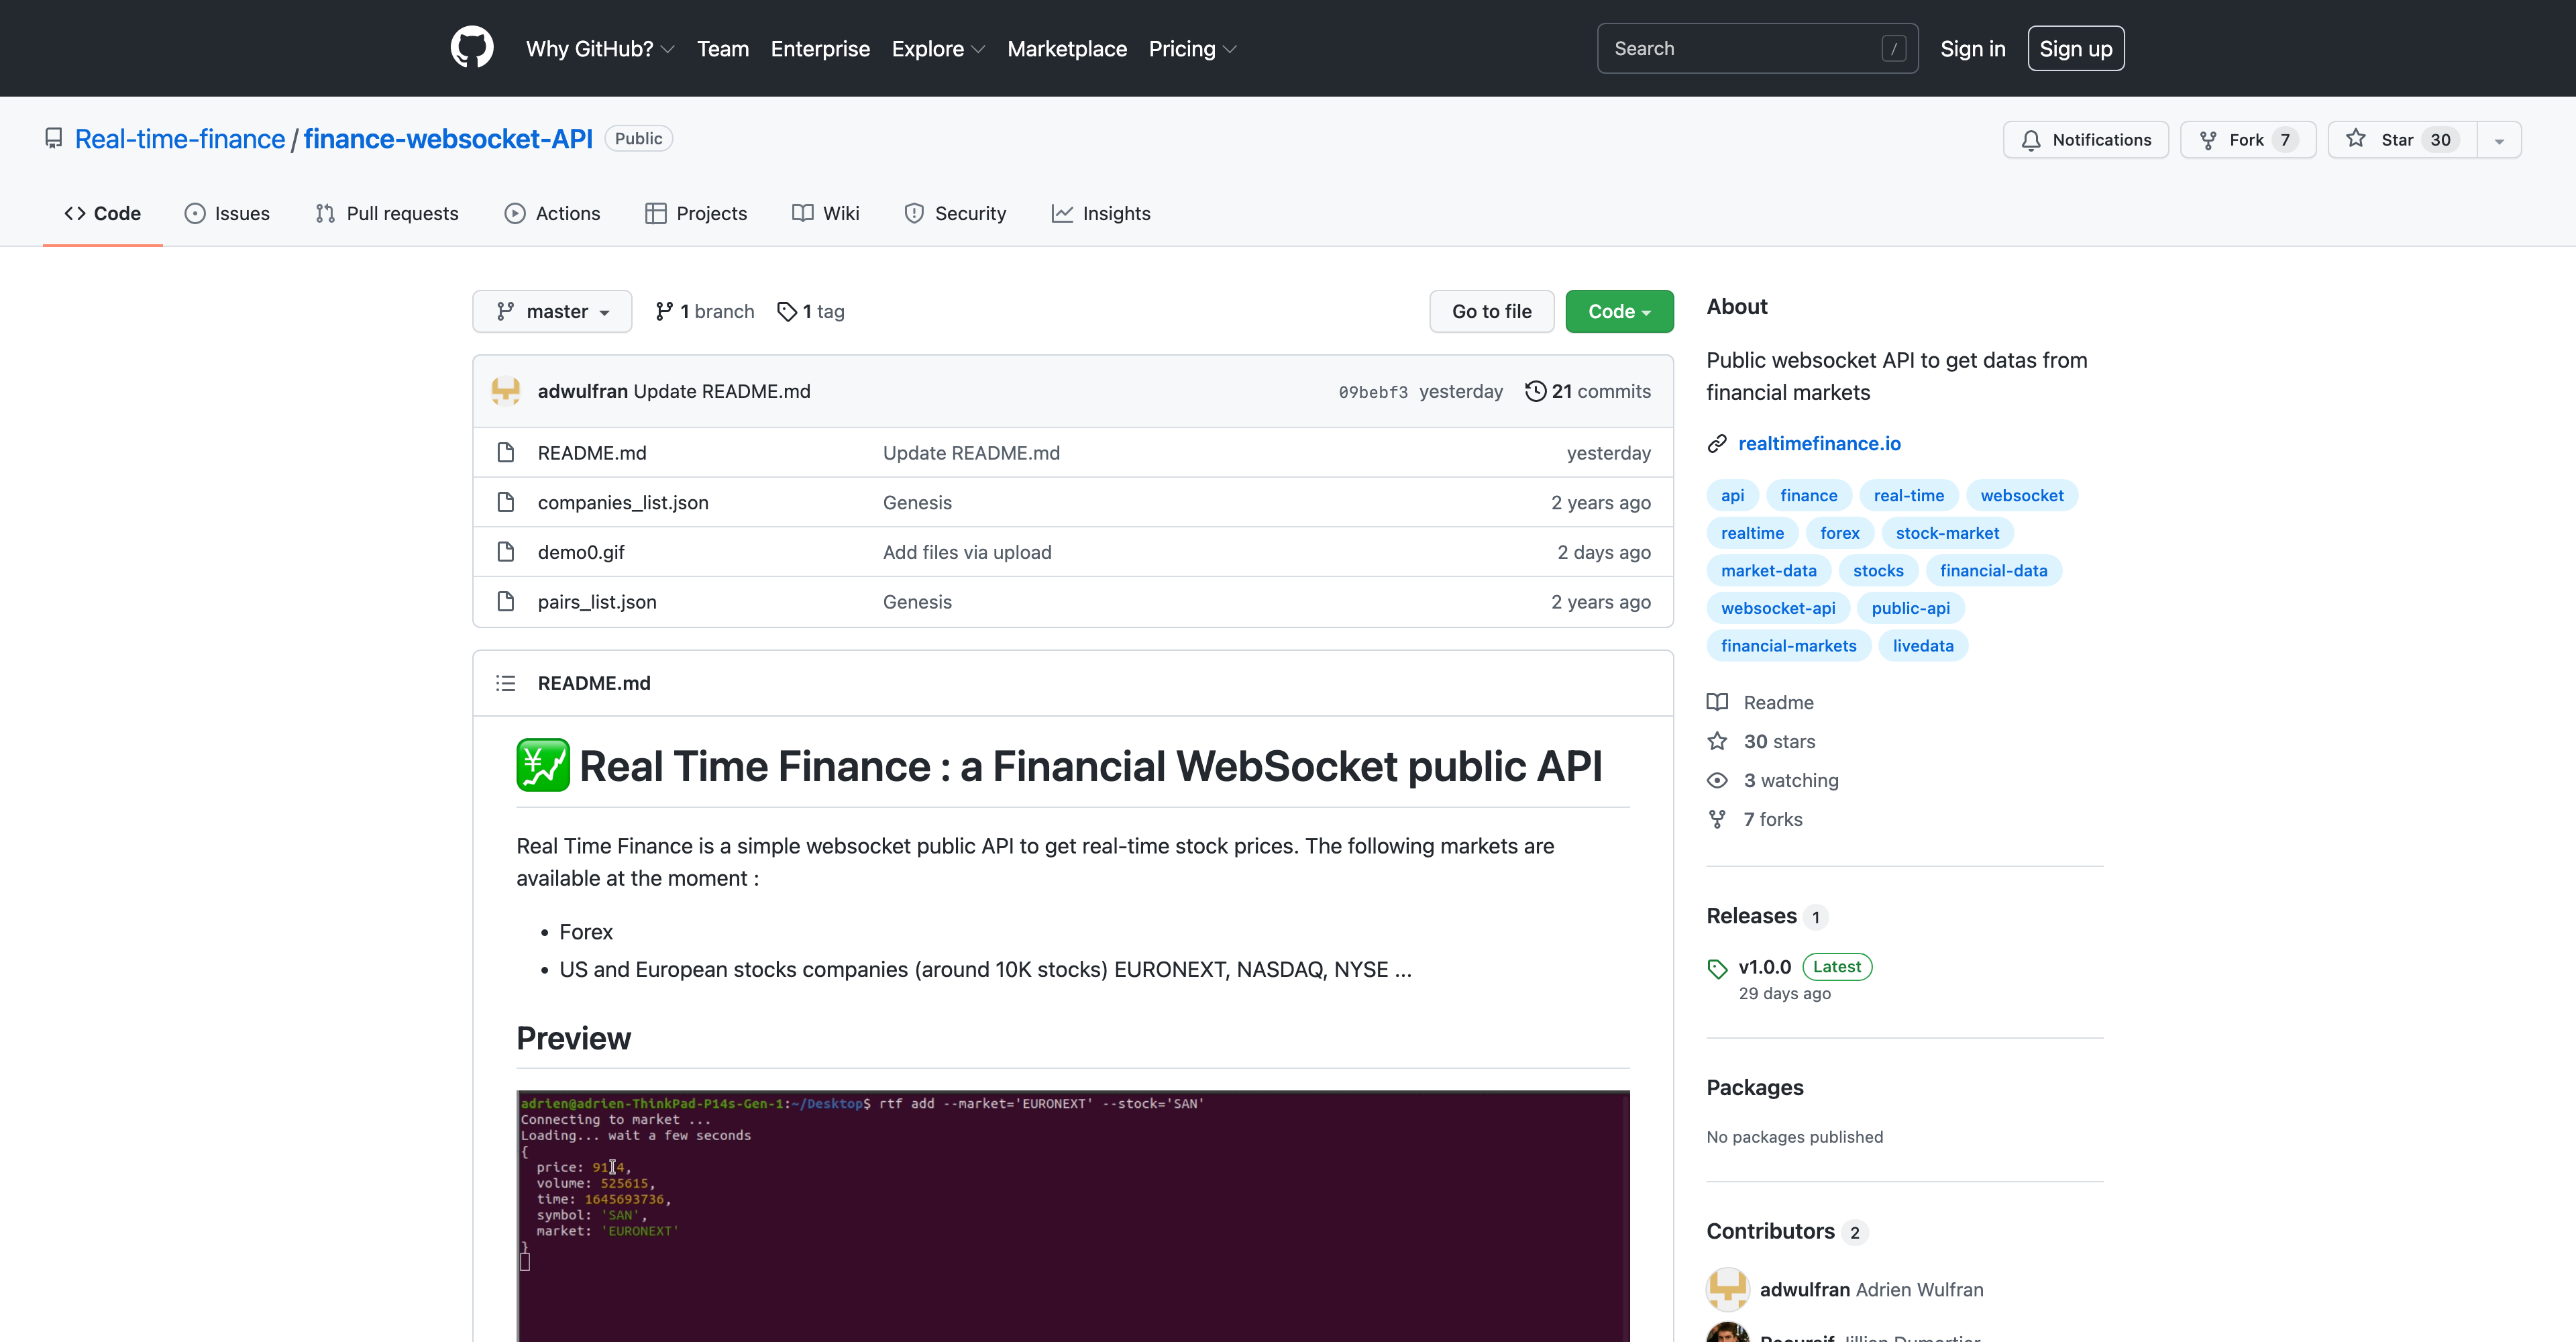 Why GitHub? Team Enterprise Explore Marketplace Pricing Search / Sign in Sign up
Real-time-finance / finance-websocket-API Public Notifications Fork 7 Star 30
Code Issues Pull requests Actions Projects Wiki Security Insights
master 1 branch 1 tag Go to file Code
adwulfran Update README.md 09bebf3 yesterday 21 commits
README.md Update README.md yesterday
companies_list.json Genesis 2 years ago
demo0.gif Add files via upload 2 days ago
pairs_list.json Genesis 2 years ago
README.md
Real Time Finance : a Financial WebSocket public API
Real Time Finance is a simple websocket public API to get real-time stock prices. The following markets are
available at the moment :
• Forex
• US and European stocks companies (around 10K stocks) EURONEXT, NASDAQ, NYSE ...
Preview
adrien@adrien-ThinkPad-P14s-Gen-1:~/Desktop$ rtf add --market='EURONEXT' --stock='SAN'
Connecting to market ...
Loading... wait a few seconds
{
price:
volume: 525615,
time: 1645693736,
symbol: 'SAN',
market: 'EURONEXT'
}
About
Public websocket API to get datas from
financial markets
realtimefinance.io
api finance real-time websocket
realtime forex stock-market
market-data stocks financial-data
websocket-api public-api
financial-markets livedata
Readme
30 stars
3 watching
7 forks
Releases 1
v1.0.0 Latest
29 days ago
Packages
No packages published
Contributors 2
adwulfran Adrien Wulfran